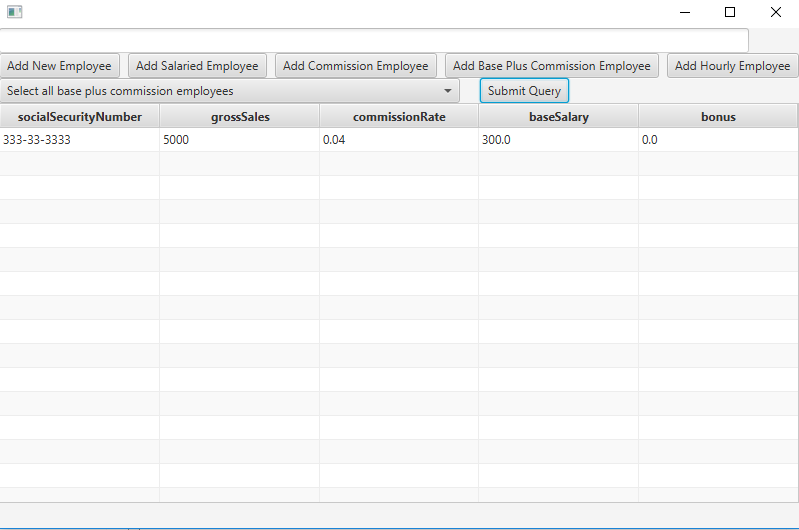 Add New Employee Add Salaried Employee Add Commission Employee Add Base Plus Commission Employee Add Hourly Employee
Select all base plus commission employees Submit Query
socialSecurityNumber grossSales commissionRate baseSalary bonus
333-33-3333 5000 0.04 300.0 0.0